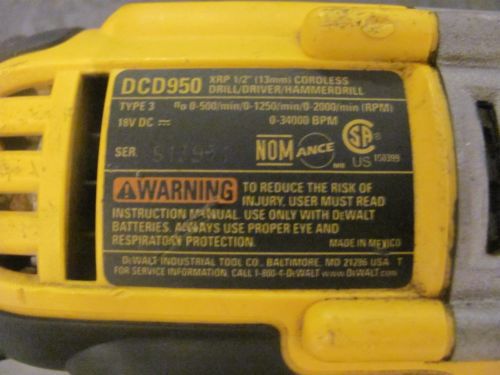 DCD950 XRP 1/2" (13mm) CORDLESS
DRILL/DRIVER/HAMMERDRILL
TYPE 3 no 0-500/min/0-1250/min/0-2000/min (RPM)
18V DC ⎓ 0-34000 BPM
SER.
NOM ANCE SA US 150399
WARNING TO REDUCE THE RISK OF
INJURY, USER MUST READ
INSTRUCTION MANUAL. USE ONLY WITH DEWALT
BATTERIES. ALWAYS USE PROPER EYE AND
RESPIRATORY PROTECTION. MADE IN MEXICO
DEWALT INDUSTRIAL TOOL CO., BALTIMORE, MD 21286 USA T
FOR SERVICE INFORMATION, CALL 1-800-4-DEWALT WWW.DEWALT.COM